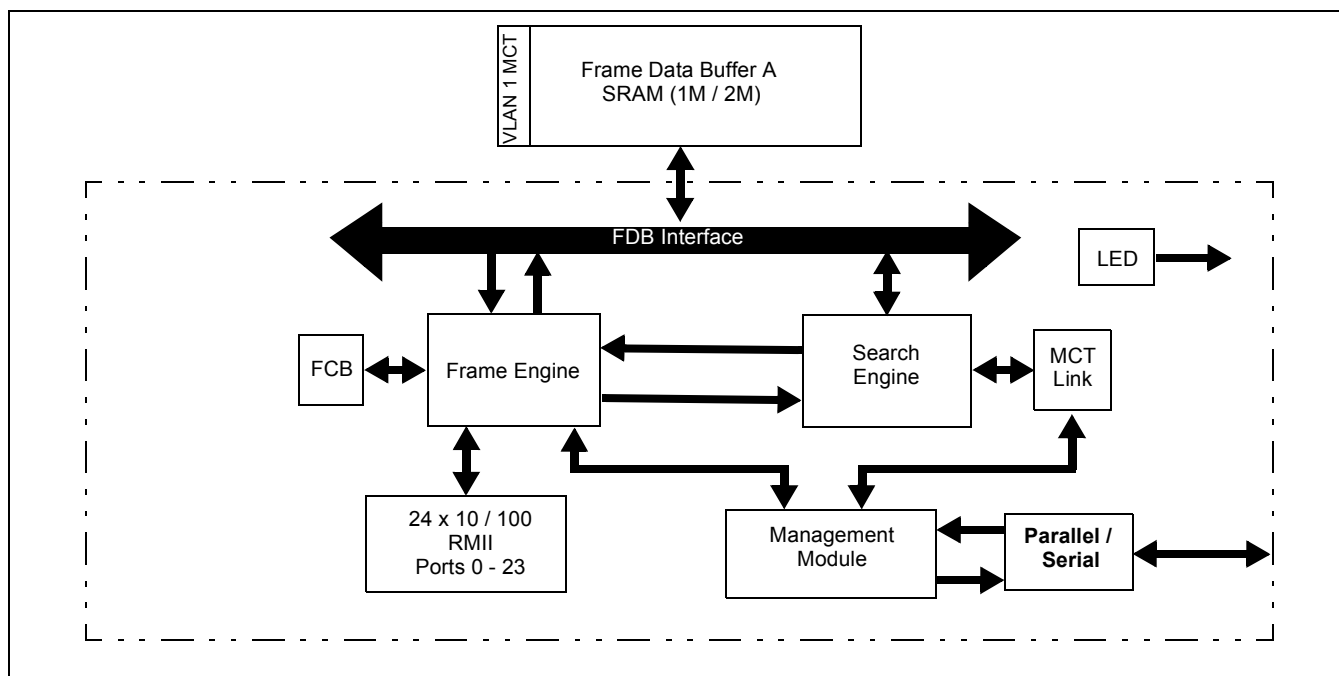 VLAN 1 MCT
Frame Data Buffer A
SRAM (1M / 2M)
FDB Interface
LED
FCB
Frame Engine
Search
Engine
MCT
Link
24 x 10 / 100
RMII
Ports 0 - 23
Management
Module
Parallel /
Serial